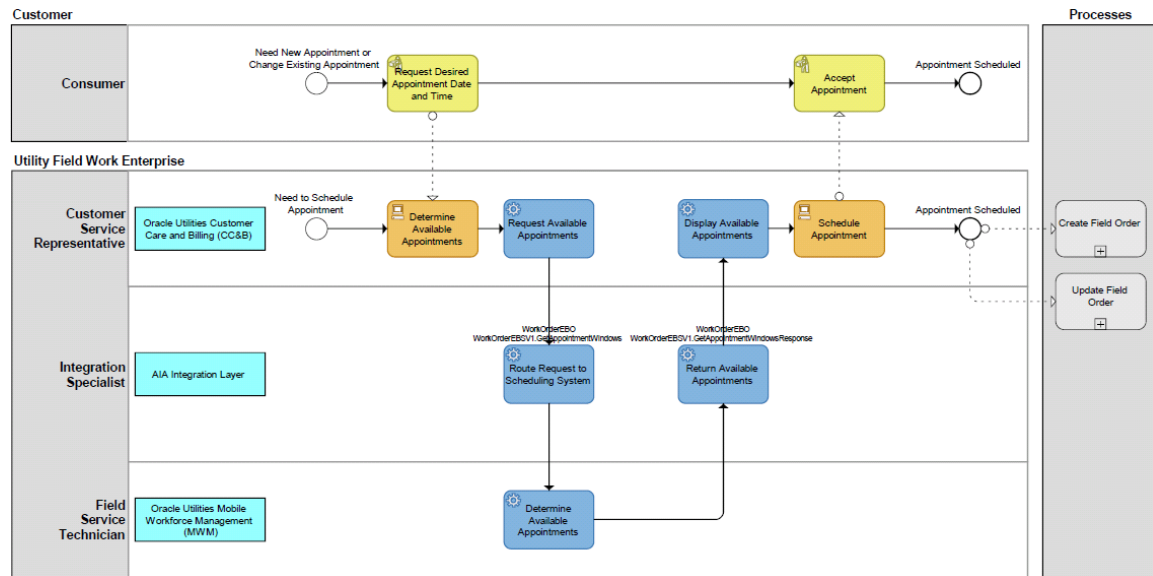 Customer
Processes
Consumer
Need New Appointment or
Change Existing Appointment
Request Desired
Appointment Date
and Time
Accept
Appointment
Appointment Scheduled
Utility Field Work Enterprise
Customer
Service
Representative
Oracle Utilities Customer
Care and Billing (CC&B)
Need to Schedule
Appointment
Determine
Available
Appointments
Request Available
Appointments
Display Available
Appointments
Schedule
Appointment
Appointment Scheduled
Create Field Order
Update Field
Order
WorkOrderEBO
WorkOrderEBSV1.GetAppointmentWindows
WorkOrderEBO
WorkOrderEBSV1.GetAppointmentWindowsResponse
Integration
Specialist
AIA Integration Layer
Route Request to
Scheduling System
Return Available
Appointments
Field
Service
Technician
Oracle Utilities Mobile
Workforce Management
(MWM)
Determine
Available
Appointments